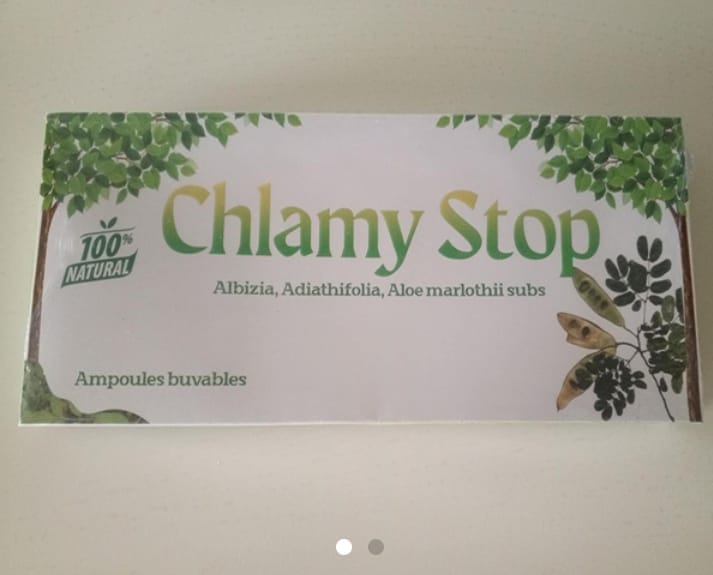 Chlamy Stop
100%
NATURAL
Albizia, Adiathifolia, Aloe marlothii subs
Ampoules buvables